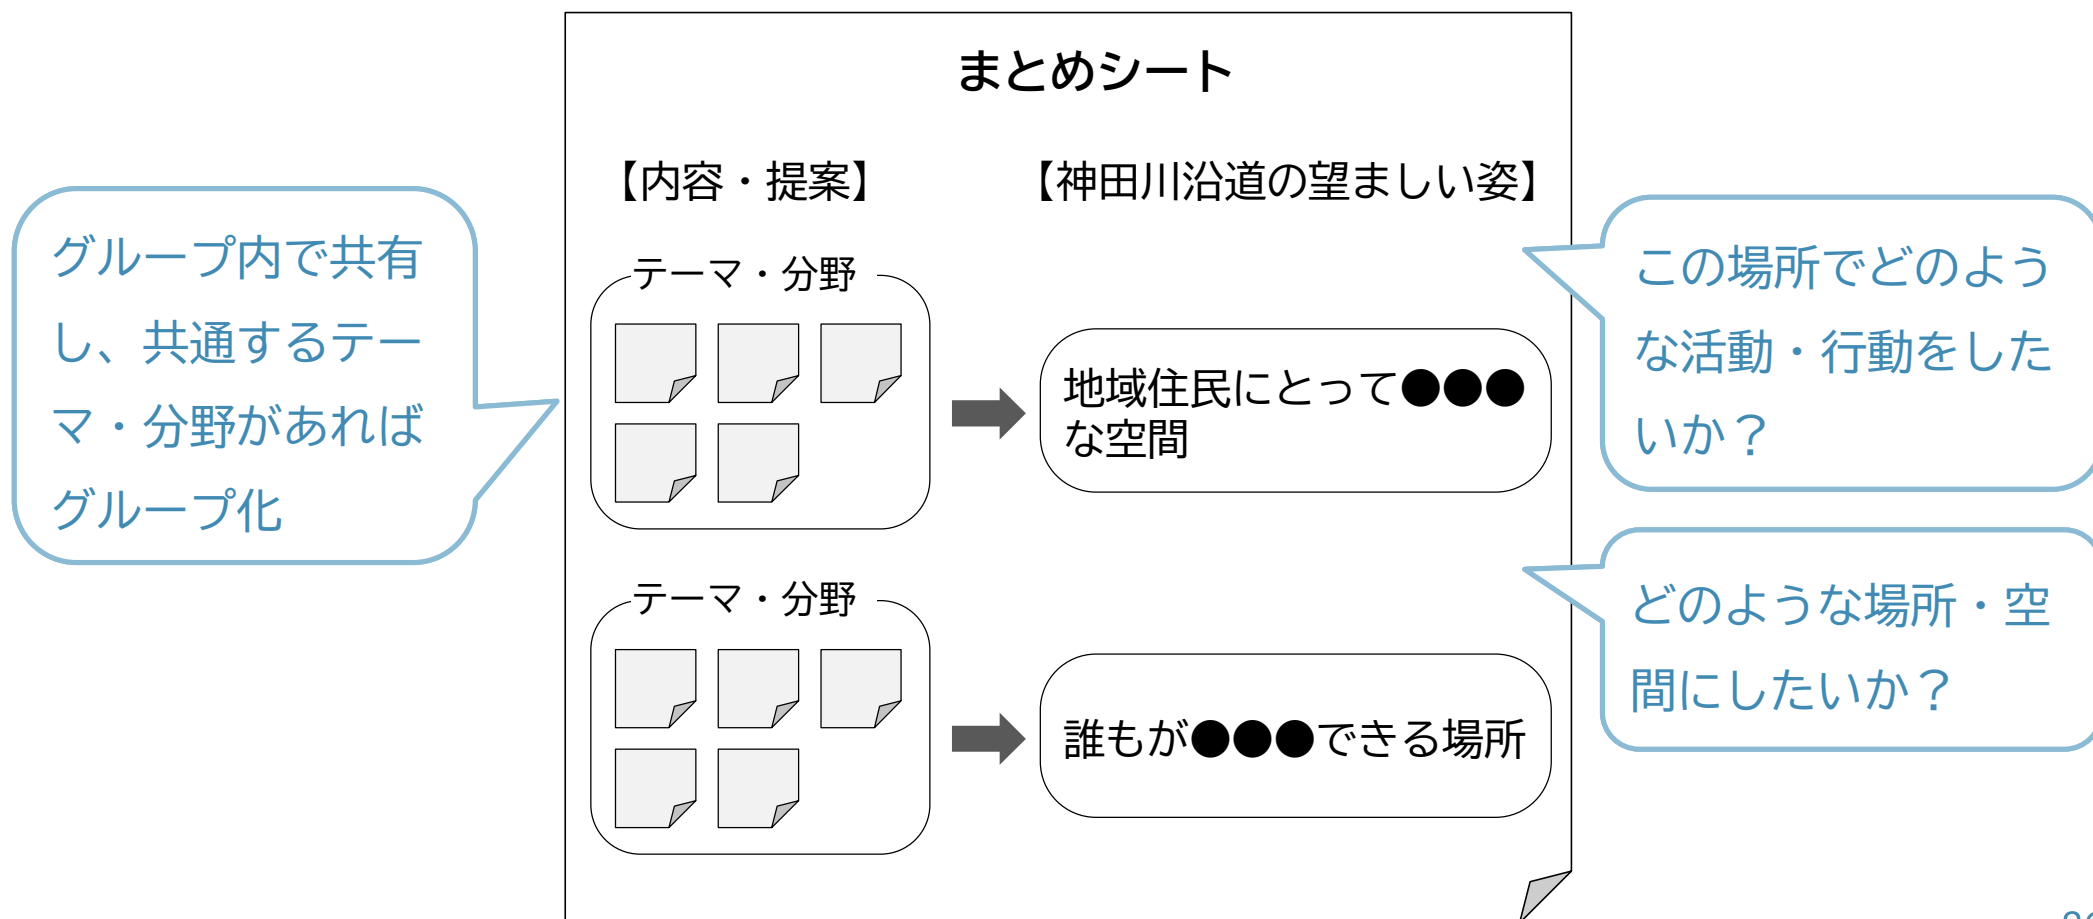 まとめシート
【内容・提案】
【神田川沿道の望ましい姿】
グループ内で共有
し、共通するテー
マ・分野があれば
グループ化
テーマ・分野
地域住民にとって●●●
な空間
この場所でどのよう
な活動・行動をした
いか？
テーマ・分野
誰もが●●●できる場所
どのような場所・空
間にしたいか？